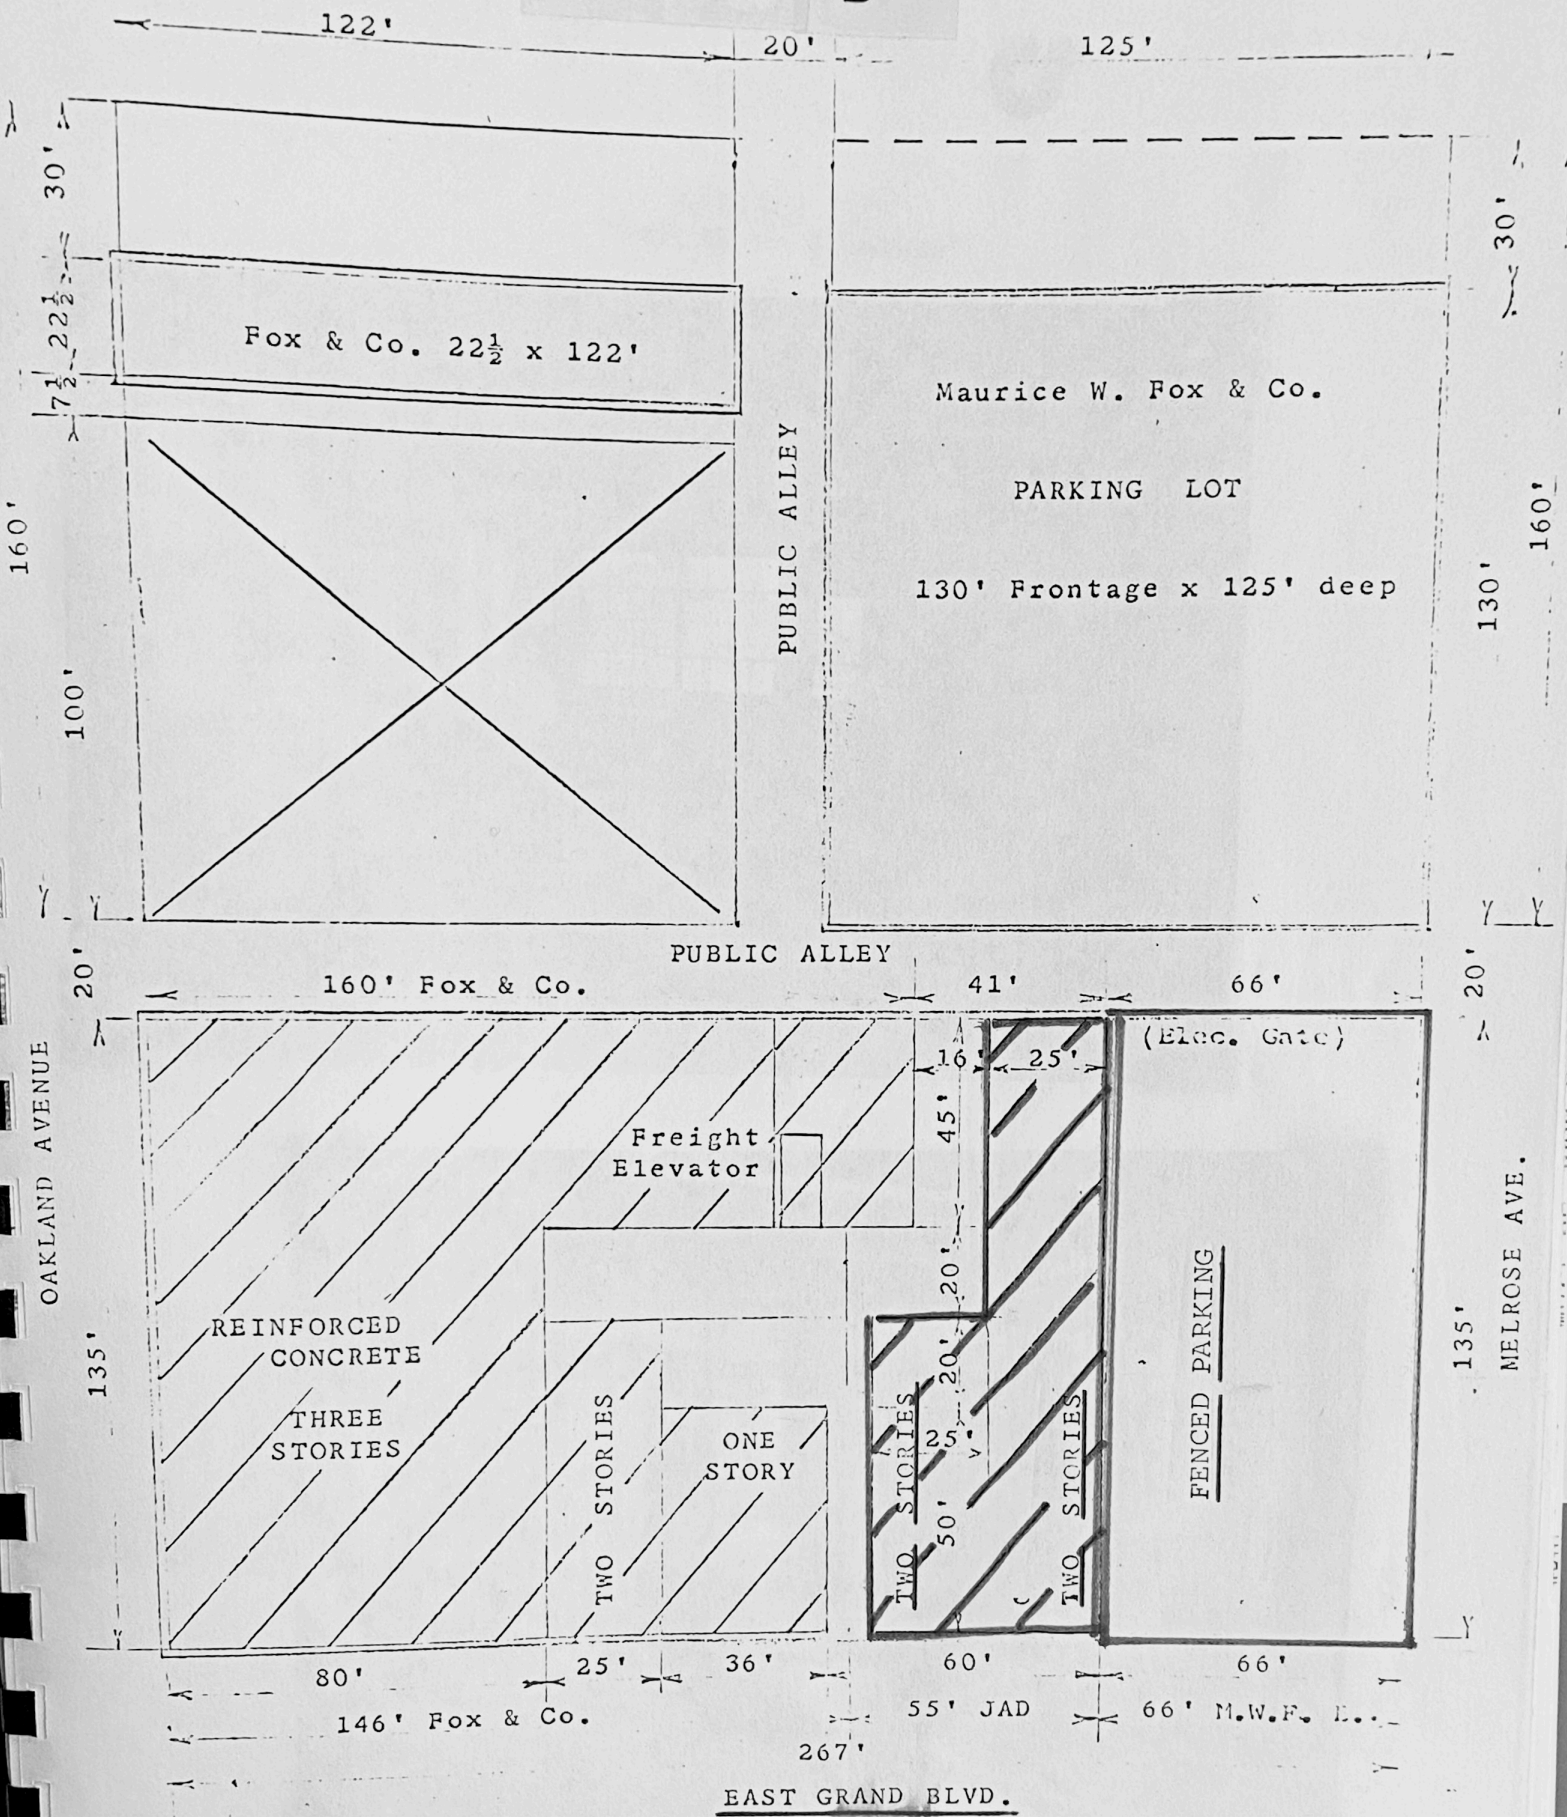 122'
20'
125'
30'
30'
22½
7½
Fox & Co. 22½ x 122'
Maurice W. Fox & Co.
PARKING LOT
130' Frontage x 125' deep
PUBLIC ALLEY
160'
100'
130'
160'
PUBLIC ALLEY
20'
160' Fox & Co.
41'
66'
20'
(Elec. Gate)
16'
25'
45'
Freight
Elevator
OAKLAND AVENUE
MELROSE AVE.
20'
REINFORCED
CONCRETE
THREE
STORIES
135'
135'
TWO STORIES
ONE
STORY
20'
25'
50'
TWO STORIES
TWO STORIES
FENCED PARKING
80'
25'
36'
60'
66'
146' Fox & Co.
55' JAD
66' M.W.F.
267'
EAST GRAND BLVD.